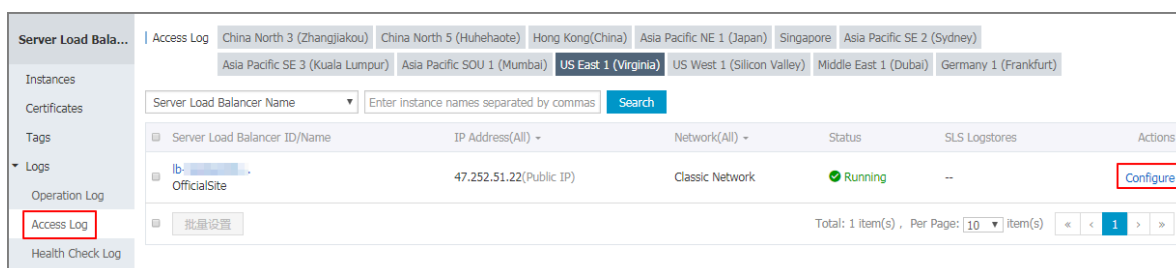 Server Load Bala...
Access Log China North 3 (Zhangjiakou) China North 5 (Huhehaote) Hong Kong(China) Asia Pacific NE 1 (Japan) Singapore Asia Pacific SE 2 (Sydney)
Asia Pacific SE 3 (Kuala Lumpur) Asia Pacific SOU 1 (Mumbai) US East 1 (Virginia) US West 1 (Silicon Valley) Middle East 1 (Dubai) Germany 1 (Frankfurt)
Instances
Certificates
Tags
Logs
Operation Log
Access Log
Health Check Log
Server Load Balancer Name Enter instance names separated by commas Search
Server Load Balancer ID/Name IP Address(All) Network(All) Status SLS Logstores Actions
lb-
OfficialSite 47.252.51.22(Public IP) Classic Network Running -- Configure
批量设置 Total: 1 item(s) , Per Page: 10 item(s) « < 1 > »